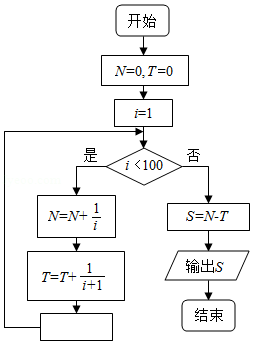 开始
N=0, T=0
i=1
i<100
是
否
N=N+1/i
S=N-T
T=T+1/(i+1)
输出S
结束